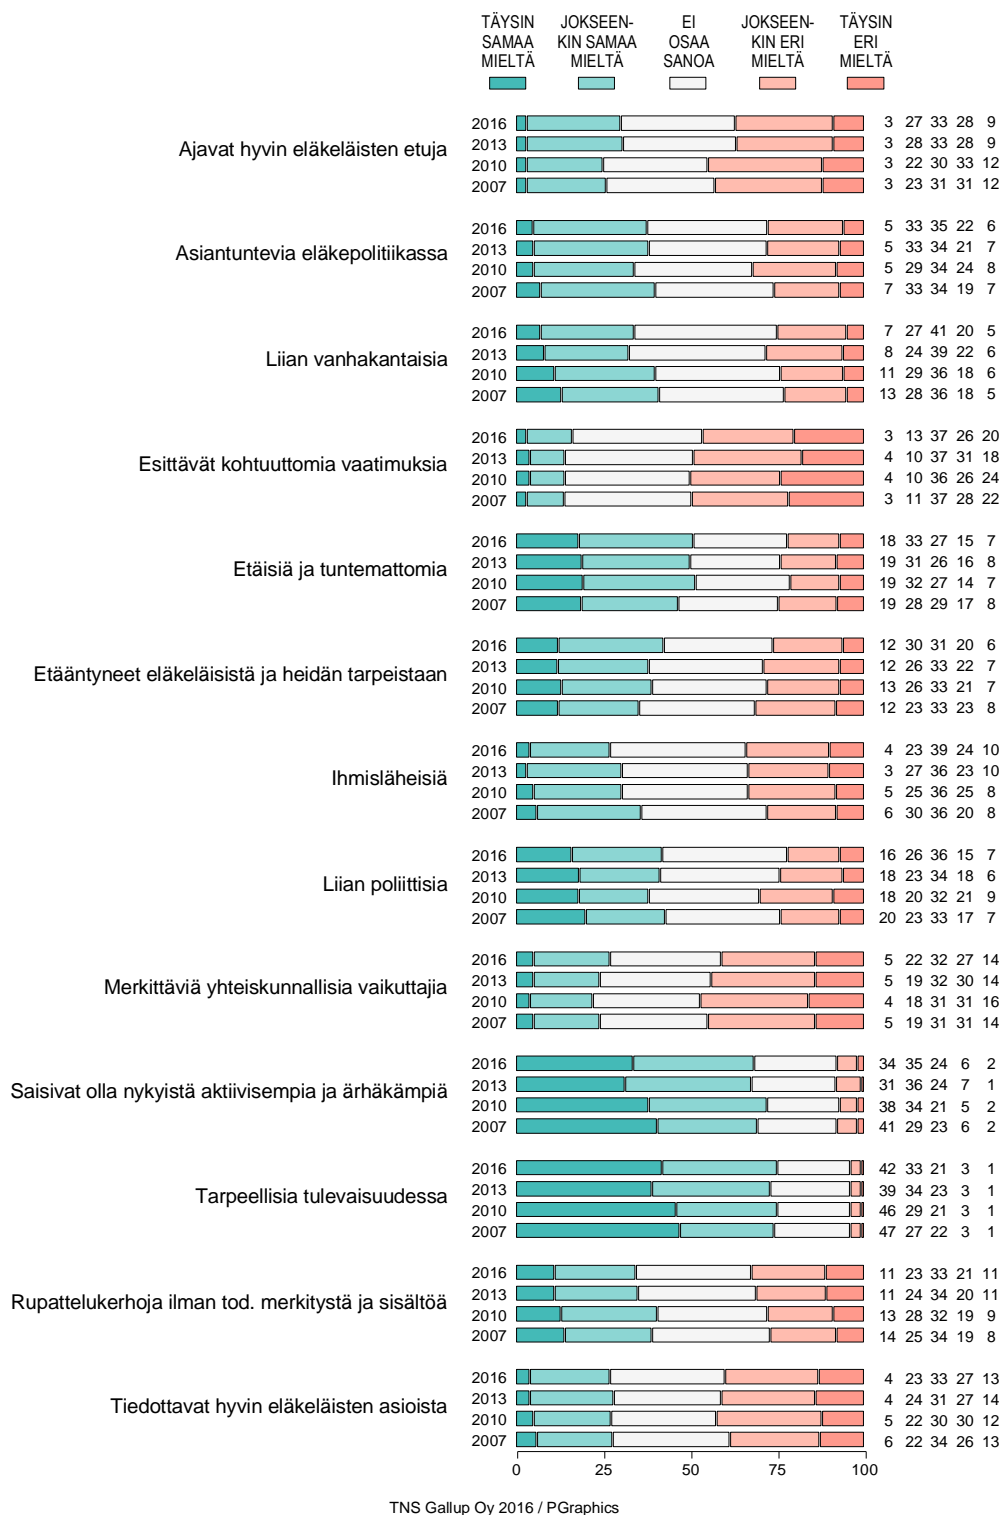 TÄYSIN SAMAA MIELTÄ
JOKSEEN- KIN SAMAA MIELTÄ
EI OSAA SANOA
JOKSEEN- KIN ERI MIELTÄ
TÄYSIN ERI MIELTÄ
Ajavat hyvin eläkeläisten etuja
2016 3 27 33 28 9
2013 3 28 33 28 9
2010 3 22 30 33 12
2007 3 23 31 31 12
Asiantuntevia eläkepolitiikassa
2016 5 33 35 22 6
2013 5 33 34 21 7
2010 5 29 34 24 8
2007 7 33 34 19 7
Liian vanhakantaisia
2016 7 27 41 20 5
2013 8 24 39 22 6
2010 11 29 36 18 6
2007 13 28 36 18 5
Esittävät kohtuuttomia vaatimuksia
2016 3 13 37 26 20
2013 4 10 37 31 18
2010 4 10 36 26 24
2007 3 11 37 28 22
Etäisiä ja tuntemattomia
2016 18 33 27 15 7
2013 19 31 26 16 8
2010 19 32 27 14 7
2007 19 28 29 17 8
Etääntyneet eläkeläisistä ja heidän tarpeistaan
2016 12 30 31 20 6
2013 12 26 33 22 7
2010 13 26 33 21 7
2007 12 23 33 23 8
Ihmisläheisiä
2016 4 23 39 24 10
2013 3 27 36 23 10
2010 5 25 36 25 8
2007 6 30 36 20 8
Liian poliittisia
2016 16 26 36 15 7
2013 18 23 34 18 6
2010 18 20 32 21 9
2007 20 23 33 17 7
Merkittäviä yhteiskunnallisia vaikuttajia
2016 5 22 32 27 14
2013 5 19 32 30 14
2010 4 18 31 31 16
2007 5 19 31 31 14
Saisivat olla nykyistä aktiivisempia ja ärhäkämpiä
2016 34 35 24 6 2
2013 31 36 24 7 1
2010 38 34 21 5 2
2007 41 29 23 6 2
Tarpeellisia tulevaisuudessa
2016 42 33 21 3 1
2013 39 34 23 3 1
2010 46 29 21 3 1
2007 47 27 22 3 1
Rupattelukerhoja ilman tod. merkitystä ja sisältöä
2016 11 23 33 21 11
2013 11 24 34 20 11
2010 13 28 32 19 9
2007 14 25 34 19 8
Tiedottavat hyvin eläkeläisten asioista
2016 4 23 33 27 13
2013 4 24 31 27 14
2010 5 22 30 30 12
2007 6 22 34 26 13
0 25 50 75 100
TNS Gallup Oy 2016 / PGraphics